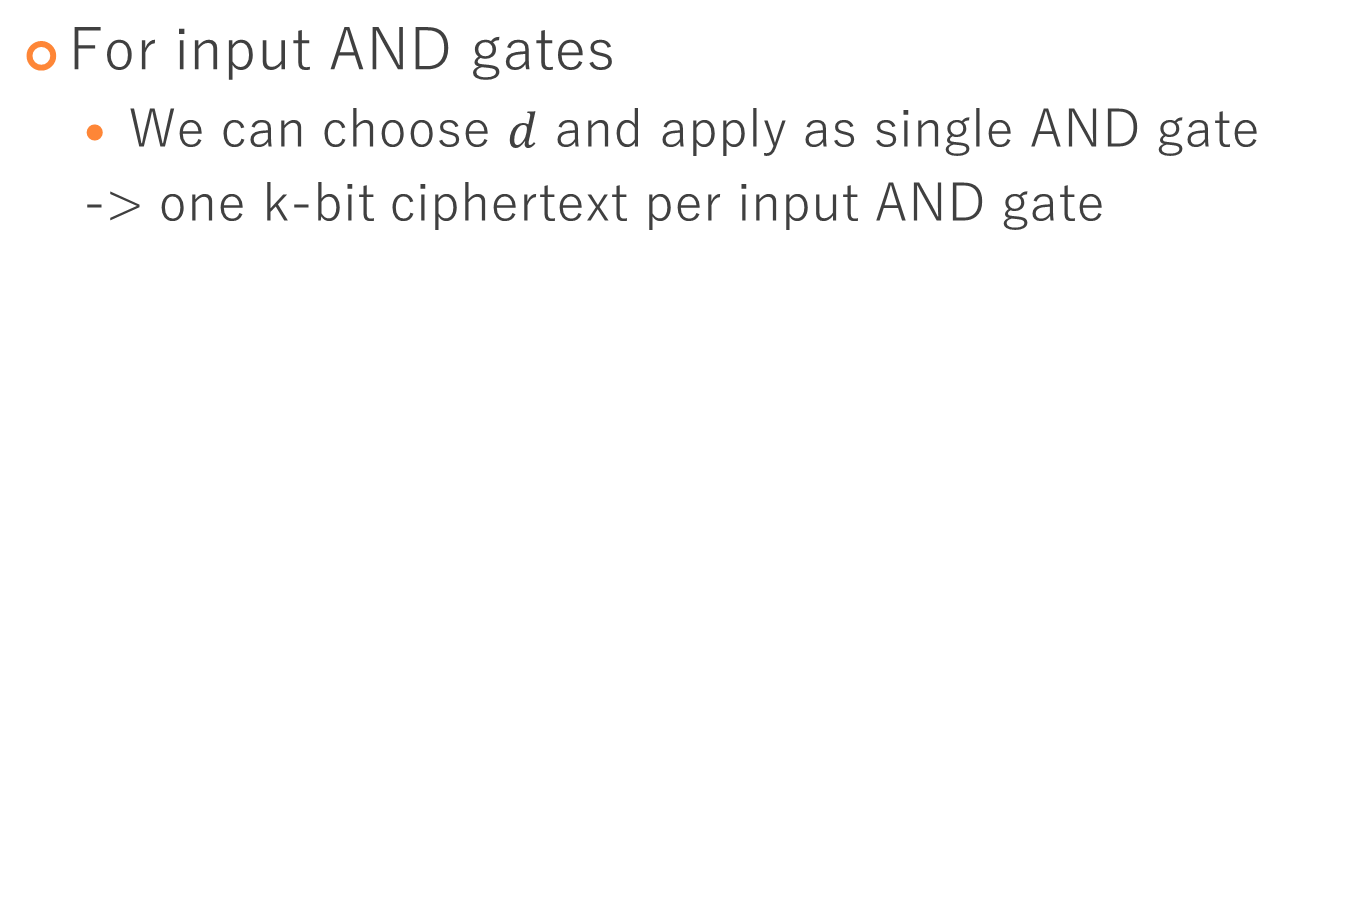 For input AND gates
We can choose d and apply as single AND gate
-> one k-bit ciphertext per input AND gate